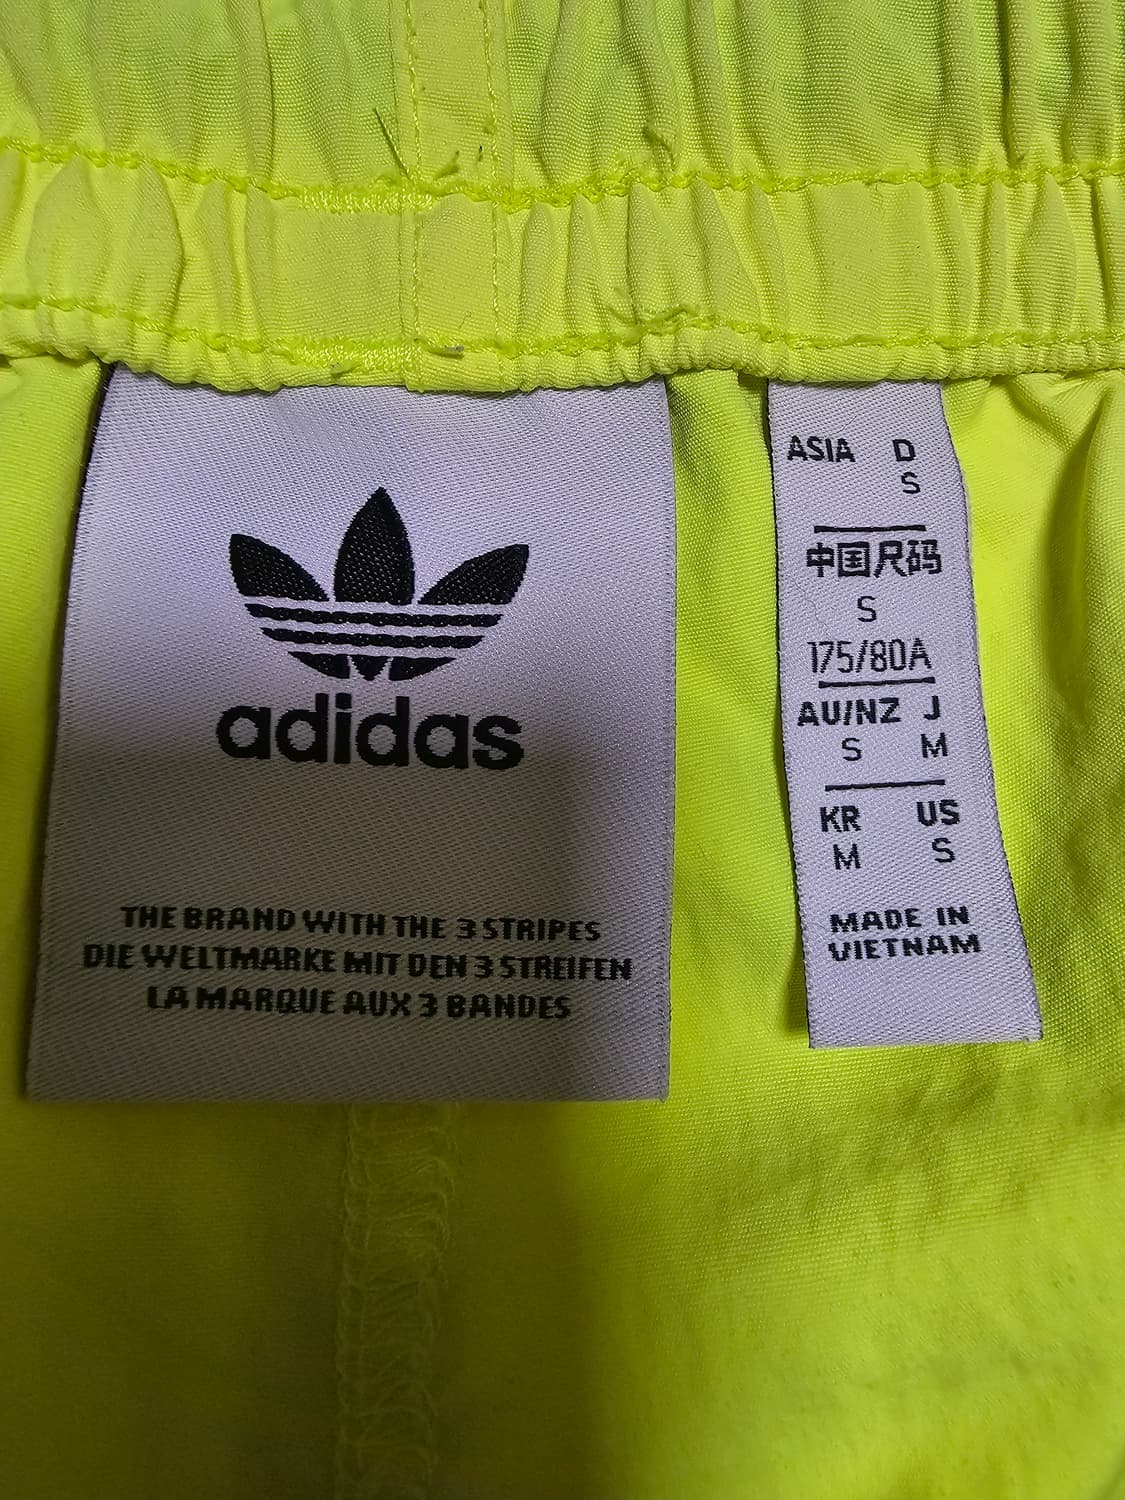 adidas
THE BRAND WITH THE 3 STRIPES
DIE WELTMARKE MIT DEN 3 STREIFEN
LA MARQUE AUX 3 BANDES
ASIA D
S
中国尺码
S
175/80A
AU/NZ J
S M
KR US
M S
MADE IN
VIETNAM